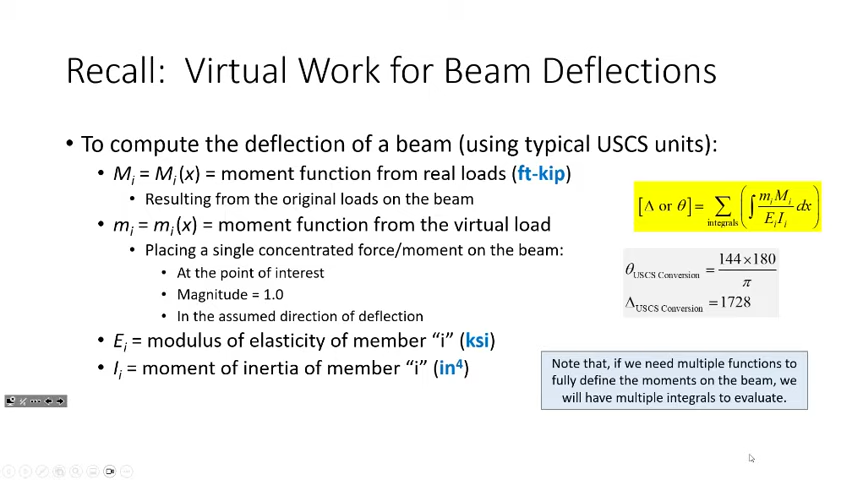 Recall: Virtual Work for Beam Deflections
• To compute the deflection of a beam (using typical USCS units):
• Mᵢ = Mᵢ(x) = moment function from real loads (ft-kip)
• Resulting from the original loads on the beam
• mᵢ = mᵢ(x) = moment function from the virtual load
• Placing a single concentrated force/moment on the beam:
• At the point of interest
• Magnitude = 1.0
• In the assumed direction of deflection
• Eᵢ = modulus of elasticity of member “i” (ksi)
• Iᵢ = moment of inertia of member “i” (in⁴)
[Δ or θ] = ∑ integrals (∫ mᵢMᵢ / EᵢIᵢ dx)
θ USCS Conversion = 144×180 / π
Δ USCS Conversion = 1728
Note that, if we need multiple functions to
fully define the moments on the beam, we
will have multiple integrals to evaluate.